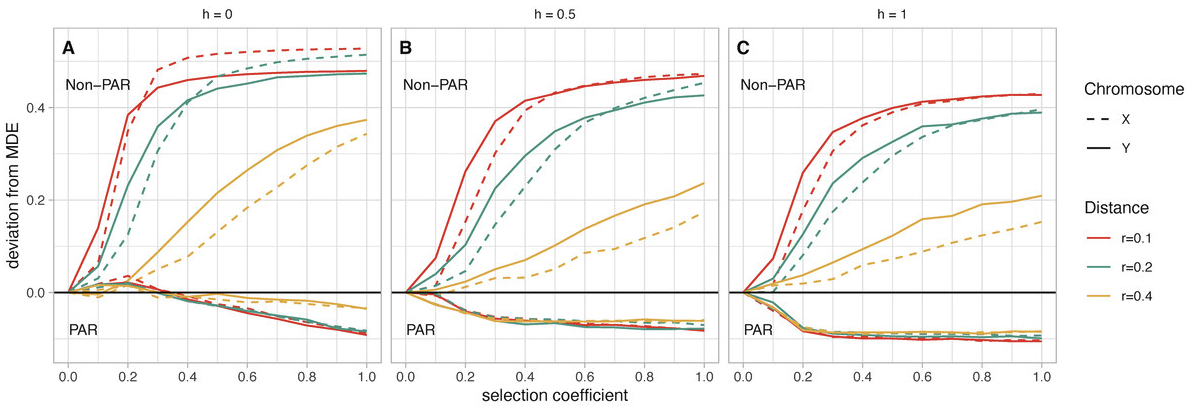 h = 0
h = 0.5
h = 1
A
B
C
Non−PAR
Non−PAR
Non−PAR
PAR
PAR
PAR
0.4
0.2
0.0
deviation from MDE
0.0 0.2 0.4 0.6 0.8 1.0
0.0 0.2 0.4 0.6 0.8 1.0
0.0 0.2 0.4 0.6 0.8 1.0
selection coefficient
Chromosome
X
Y
Distance
r=0.1
r=0.2
r=0.4